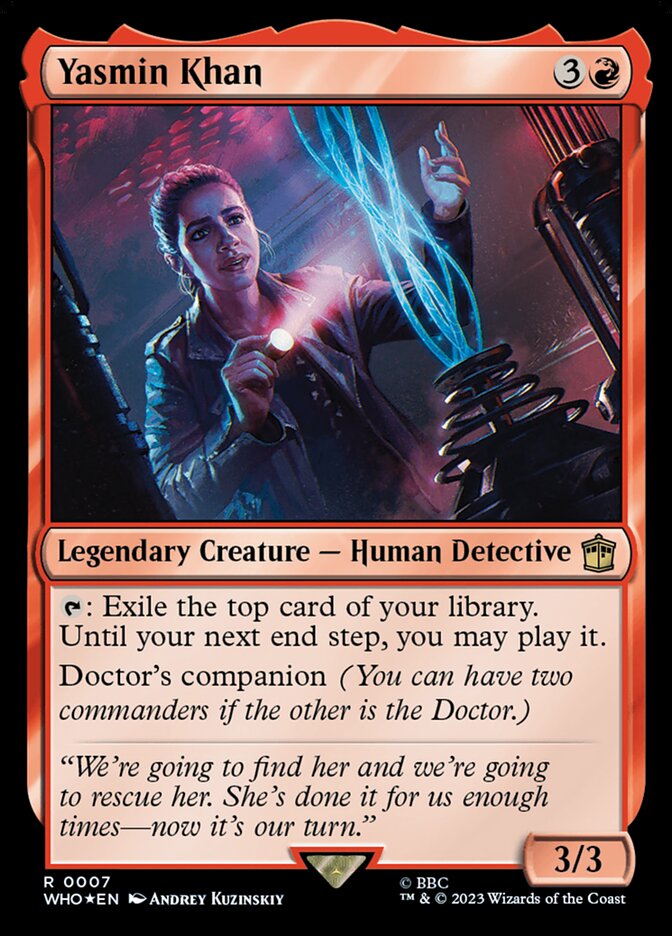 Yasmin Khan 3
Legendary Creature — Human Detective
: Exile the top card of your library.
Until your next end step, you may play it.
Doctor's companion (You can have two
commanders if the other is the Doctor.)
“We're going to find her and we're going
to rescue her. She's done it for us enough
times—now it's our turn.”
3/3
R 0007
WHO★EN Andrey Kuzinskiy
© BBC
™ & © 2023 Wizards of the Coast